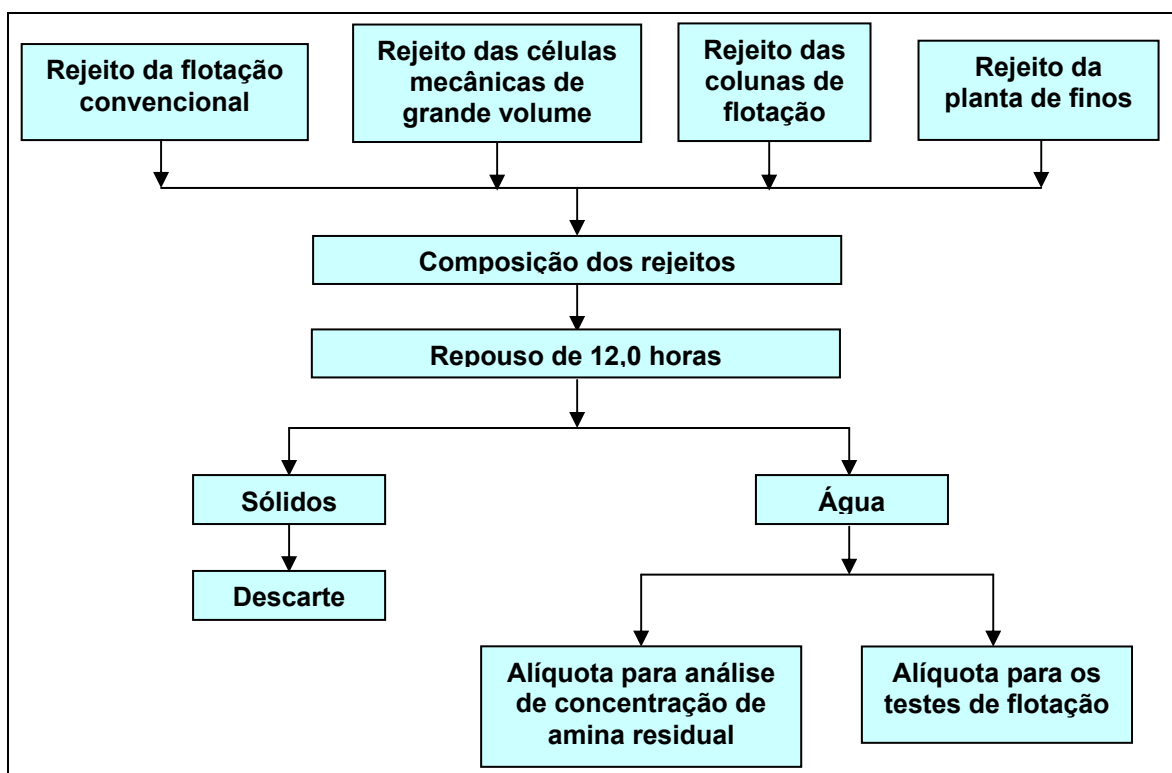 Rejeito da flotação
convencional
Rejeito das células
mecânicas de
grande volume
Rejeito das
colunas de
flotação
Rejeito da
planta de finos
Composição dos rejeitos
Repouso de 12,0 horas
Sólidos
Água
Descarte
Alíquota para análise
de concentração de
amina residual
Alíquota para os
testes de flotação